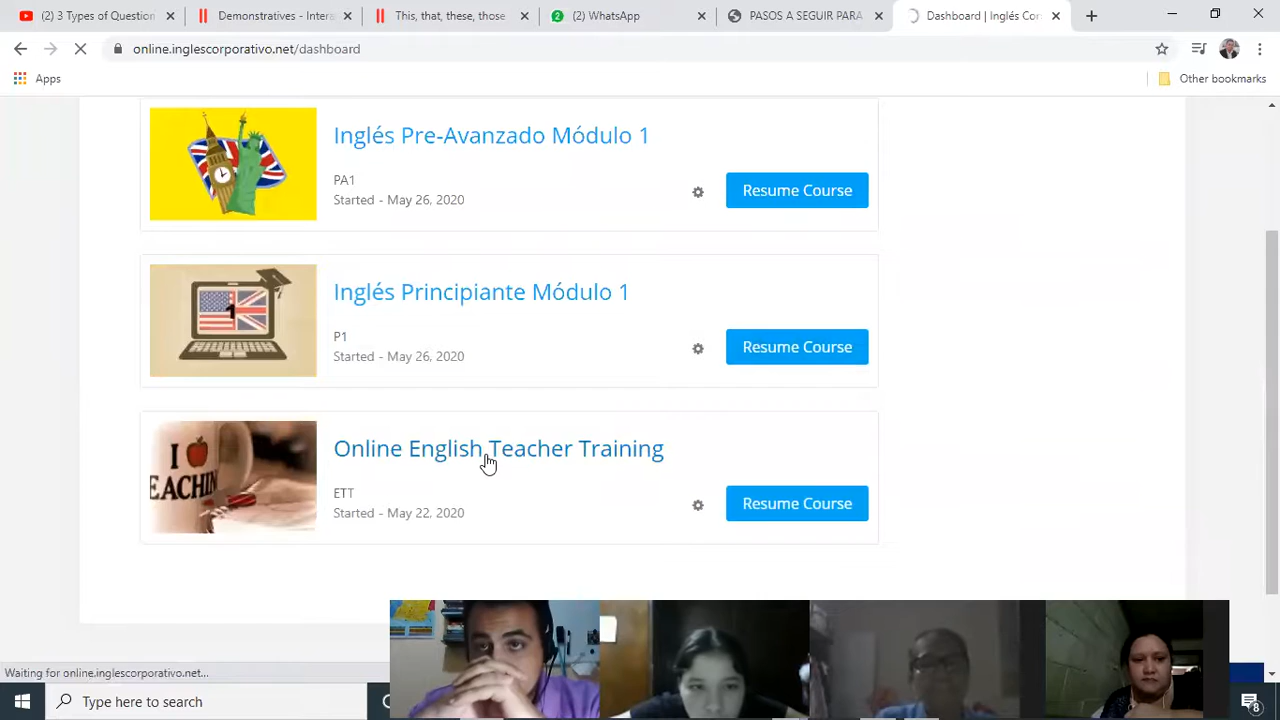 (2) 3 Types of Question
Demonstratives - Intera
This, that, these, those
(2) WhatsApp
PASOS A SEGUIR PARA
Dashboard | Inglés Cor
online.inglescorporativo.net/dashboard
Apps
Other bookmarks
Inglés Pre-Avanzado Módulo 1
PA1
Started - May 26, 2020
Resume Course
Inglés Principiante Módulo 1
1
P1
Started - May 26, 2020
Resume Course
I
EACHIN
Online English Teacher Training
ETT
Started - May 22, 2020
Resume Course
Waiting for online.inglescorporativo.net...
Type here to search
8